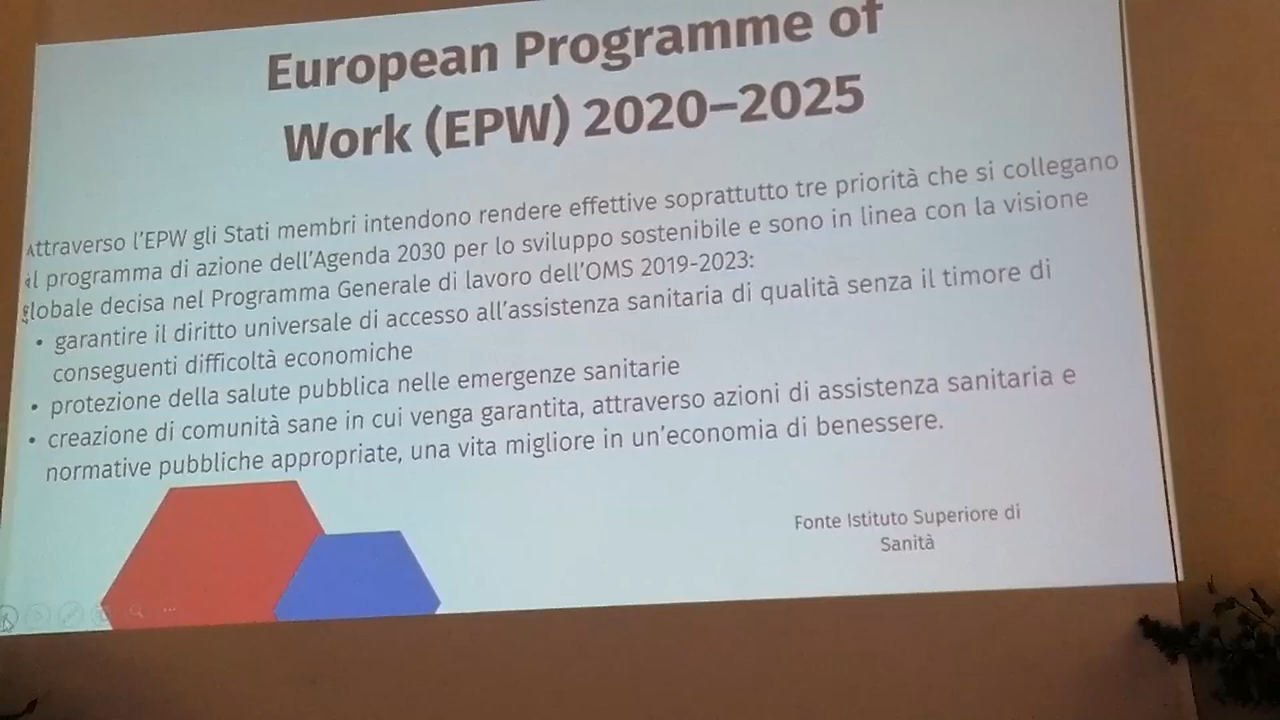 European Programme of
Work (EPW) 2020–2025
Attraverso l'EPW gli Stati membri intendono rendere effettive soprattutto tre priorità che si collegano
al programma di azione dell'Agenda 2030 per lo sviluppo sostenibile e sono in linea con la visione
globale decisa nel Programma Generale di lavoro dell'OMS 2019-2023:
• garantire il diritto universale di accesso all'assistenza sanitaria di qualità senza il timore di
conseguenti difficoltà economiche
• protezione della salute pubblica nelle emergenze sanitarie
• creazione di comunità sane in cui venga garantita, attraverso azioni di assistenza sanitaria e
normative pubbliche appropriate, una vita migliore in un'economia di benessere.
Fonte Istituto Superiore di
Sanità